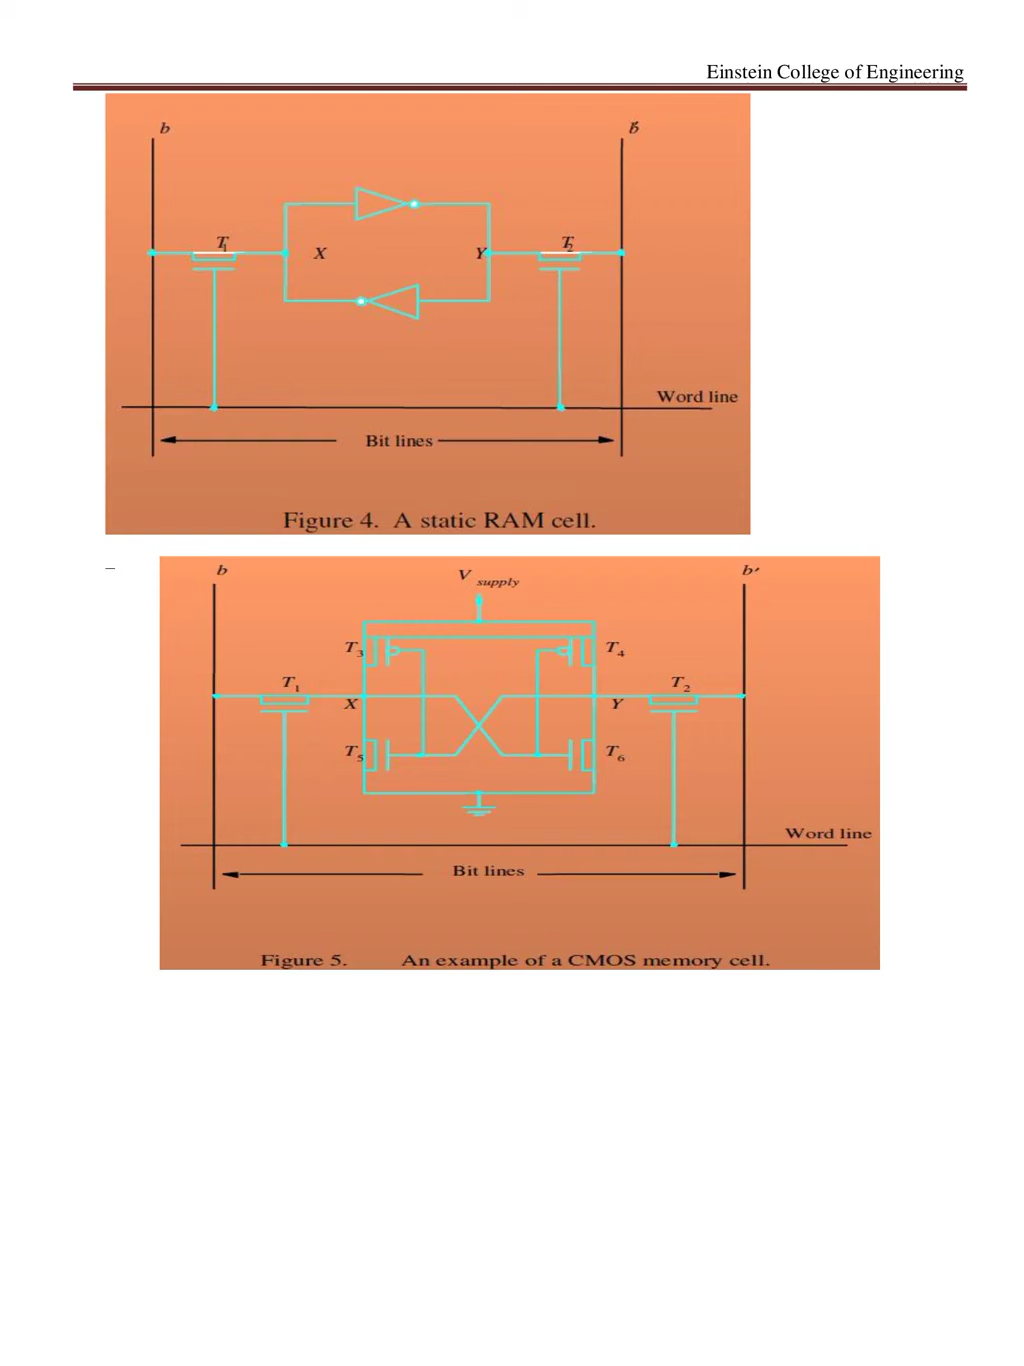 Einstein College of Engineering
b b′
T1 X Y T2
Word line
Bit lines
Figure 4. A static RAM cell.
–
b V supply b′
T3 T4
T1 T2
X Y
T5 T6
Word line
Bit lines
Figure 5. An example of a CMOS memory cell.